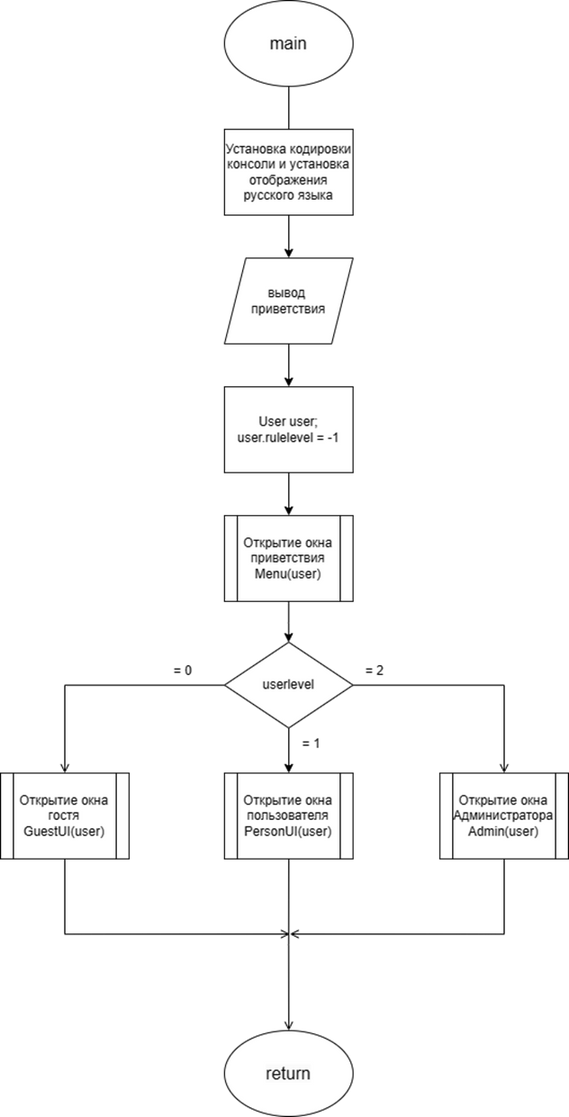 main
Установка кодировки
консоли и установка
отображения
русского языка
вывод
приветствия
User user;
user.rulelevel = -1
Открытие окна
приветствия
Menu(user)
userlevel
= 0
= 2
= 1
Открытие окна
гостя
GuestUI(user)
Открытие окна
пользователя
PersonUI(user)
Открытие окна
Администратора
Admin(user)
return